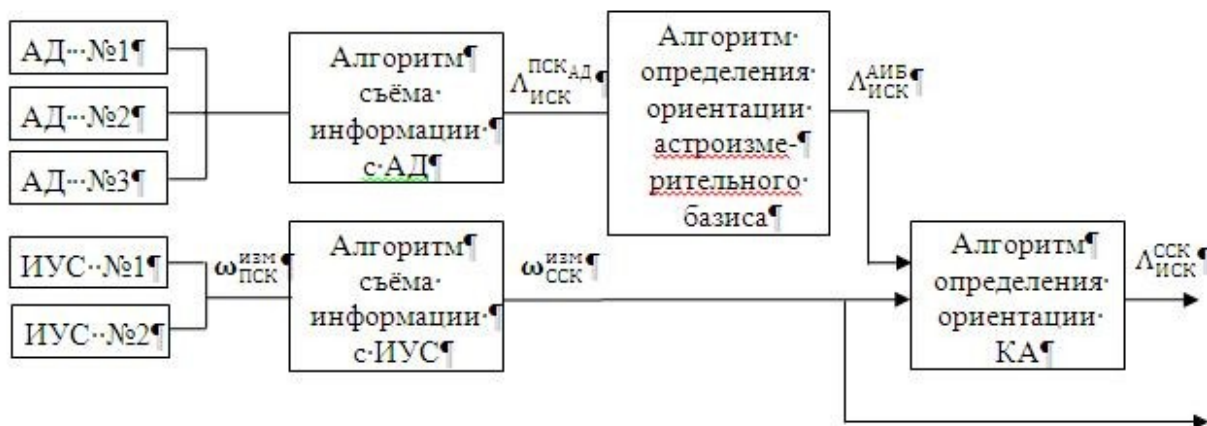 АД···№1¶
АД···№2¶
АД···№3¶
Алгоритм¶
съёма·
информации·¶
с·АД¶
Λ ПСК АД ИСК ¶
Алгоритм·
определения·
ориентации·
астроизме-¶
рительного·
базиса¶
Λ АИБ ИСК ¶
ИУС··№1¶
ИУС··№2¶
ω изм ПСК ¶
Алгоритм¶
съёма·
информации·¶
с·ИУС¶
ω изм ССК ¶
Алгоритм¶
определения·
ориентации·
КА¶
Λ ССК ИСК ¶